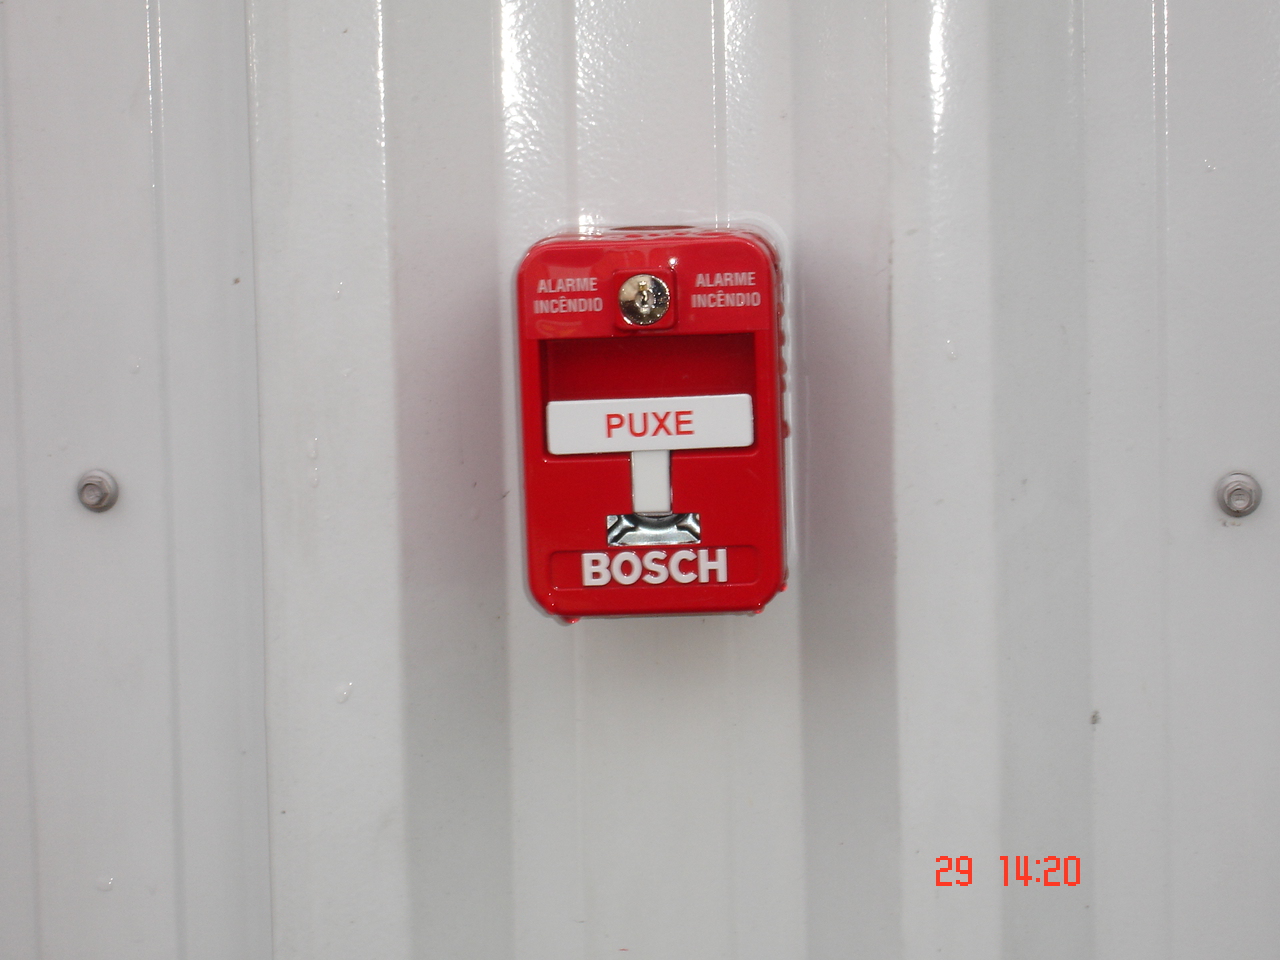 ALARME
INCÊNDIO
ALARME
INCÊNDIO
PUXE
BOSCH
29 14:20